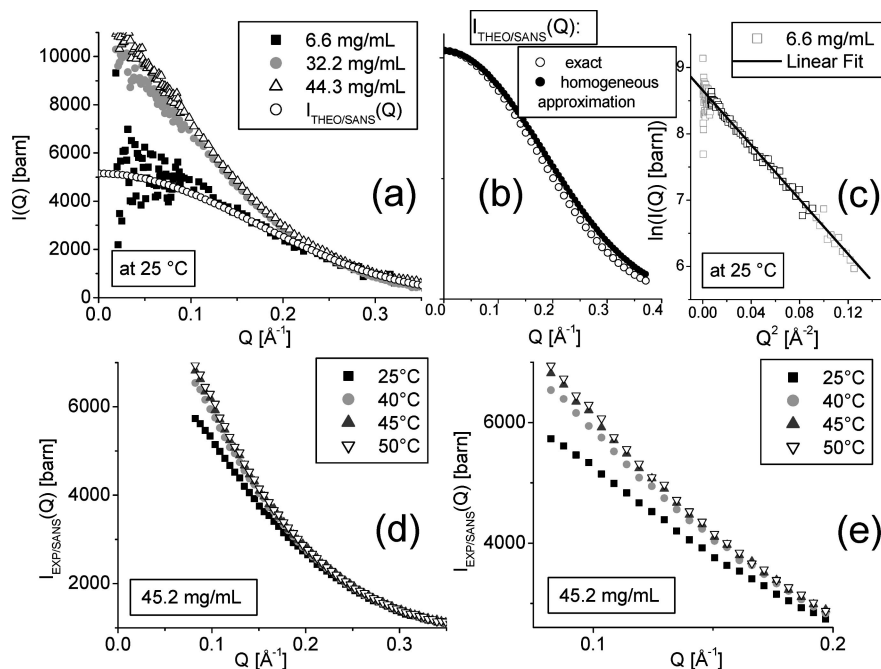 10000
8000
6000
4000
2000
0
I(Q) [barn]
6.6 mg/mL
32.2 mg/mL
44.3 mg/mL
I_THEO/SANS(Q)
(a)
at 25 °C
0.0 0.1 0.2 0.3
Q [Å⁻¹]
I_THEO/SANS(Q):
exact
homogeneous
approximation
(b)
0.0 0.1 0.2 0.3 0.4
Q [Å⁻¹]
9
8
7
6
ln(I(Q) [barn])
6.6 mg/mL
Linear Fit
(c)
at 25 °C
0.00 0.04 0.08 0.12
Q² [Å⁻²]
6000
4000
2000
I_EXP/SANS(Q) [barn]
25°C
40°C
45°C
50°C
(d)
45.2 mg/mL
0.0 0.1 0.2 0.3
Q [Å⁻¹]
6000
4000
I_EXP/SANS(Q) [barn]
25°C
40°C
45°C
50°C
(e)
45.2 mg/mL
0.1 0.2
Q [Å⁻¹]